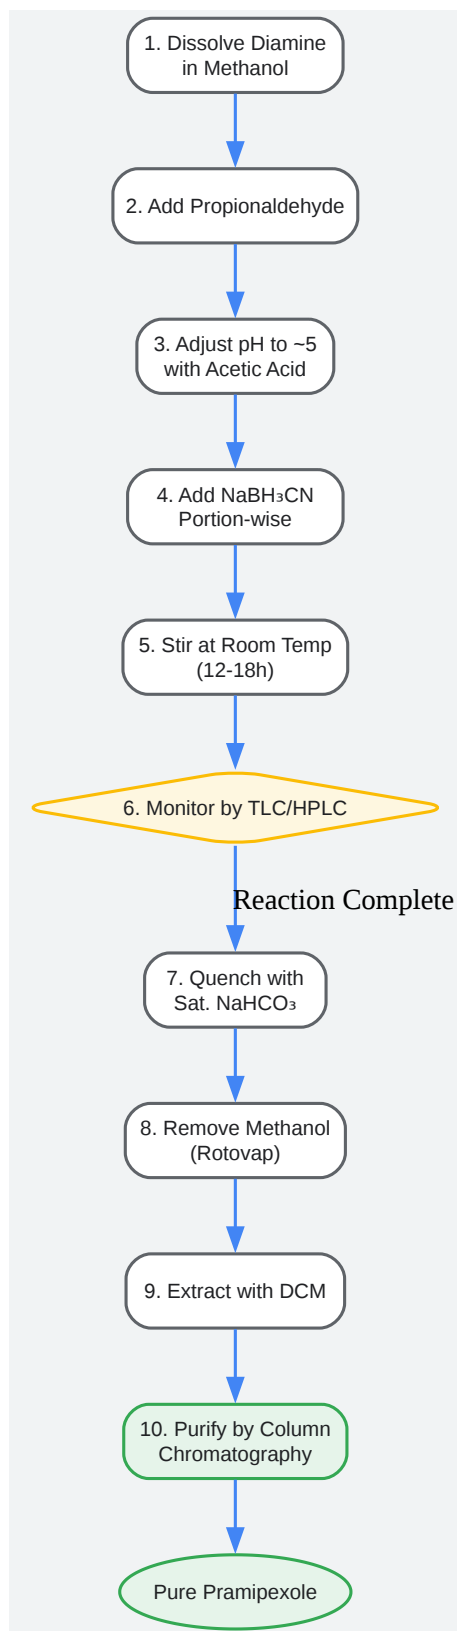 1. Dissolve Diamine
in Methanol
2. Add Propionaldehyde
3. Adjust pH to ~5
with Acetic Acid
4. Add NaBH₃CN
Portion-wise
5. Stir at Room Temp
(12-18h)
6. Monitor by TLC/HPLC
Reaction Complete
7. Quench with
Sat. NaHCO₃
8. Remove Methanol
(Rotovap)
9. Extract with DCM
10. Purify by Column
Chromatography
Pure Pramipexole